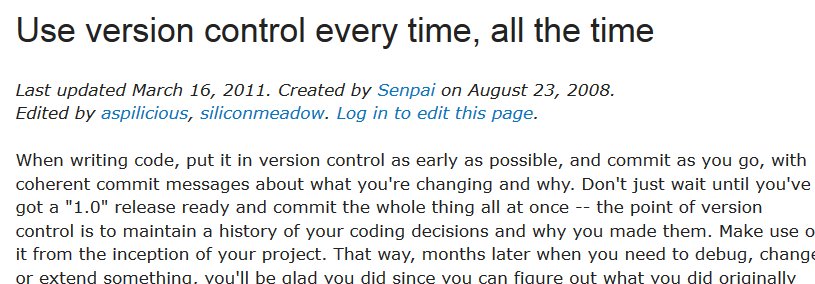 Use version control every time, all the time
Last updated March 16, 2011. Created by Senpai on August 23, 2008.
Edited by aspilicious, siliconmeadow. Log in to edit this page.
When writing code, put it in version control as early as possible, and commit as you go, with
coherent commit messages about what you're changing and why. Don't just wait until you've
got a "1.0" release ready and commit the whole thing all at once -- the point of version
control is to maintain a history of your coding decisions and why you made them. Make use o
it from the inception of your project. That way, months later when you need to debug, change
or extend something, you'll be glad you did since you can figure out what you did originally